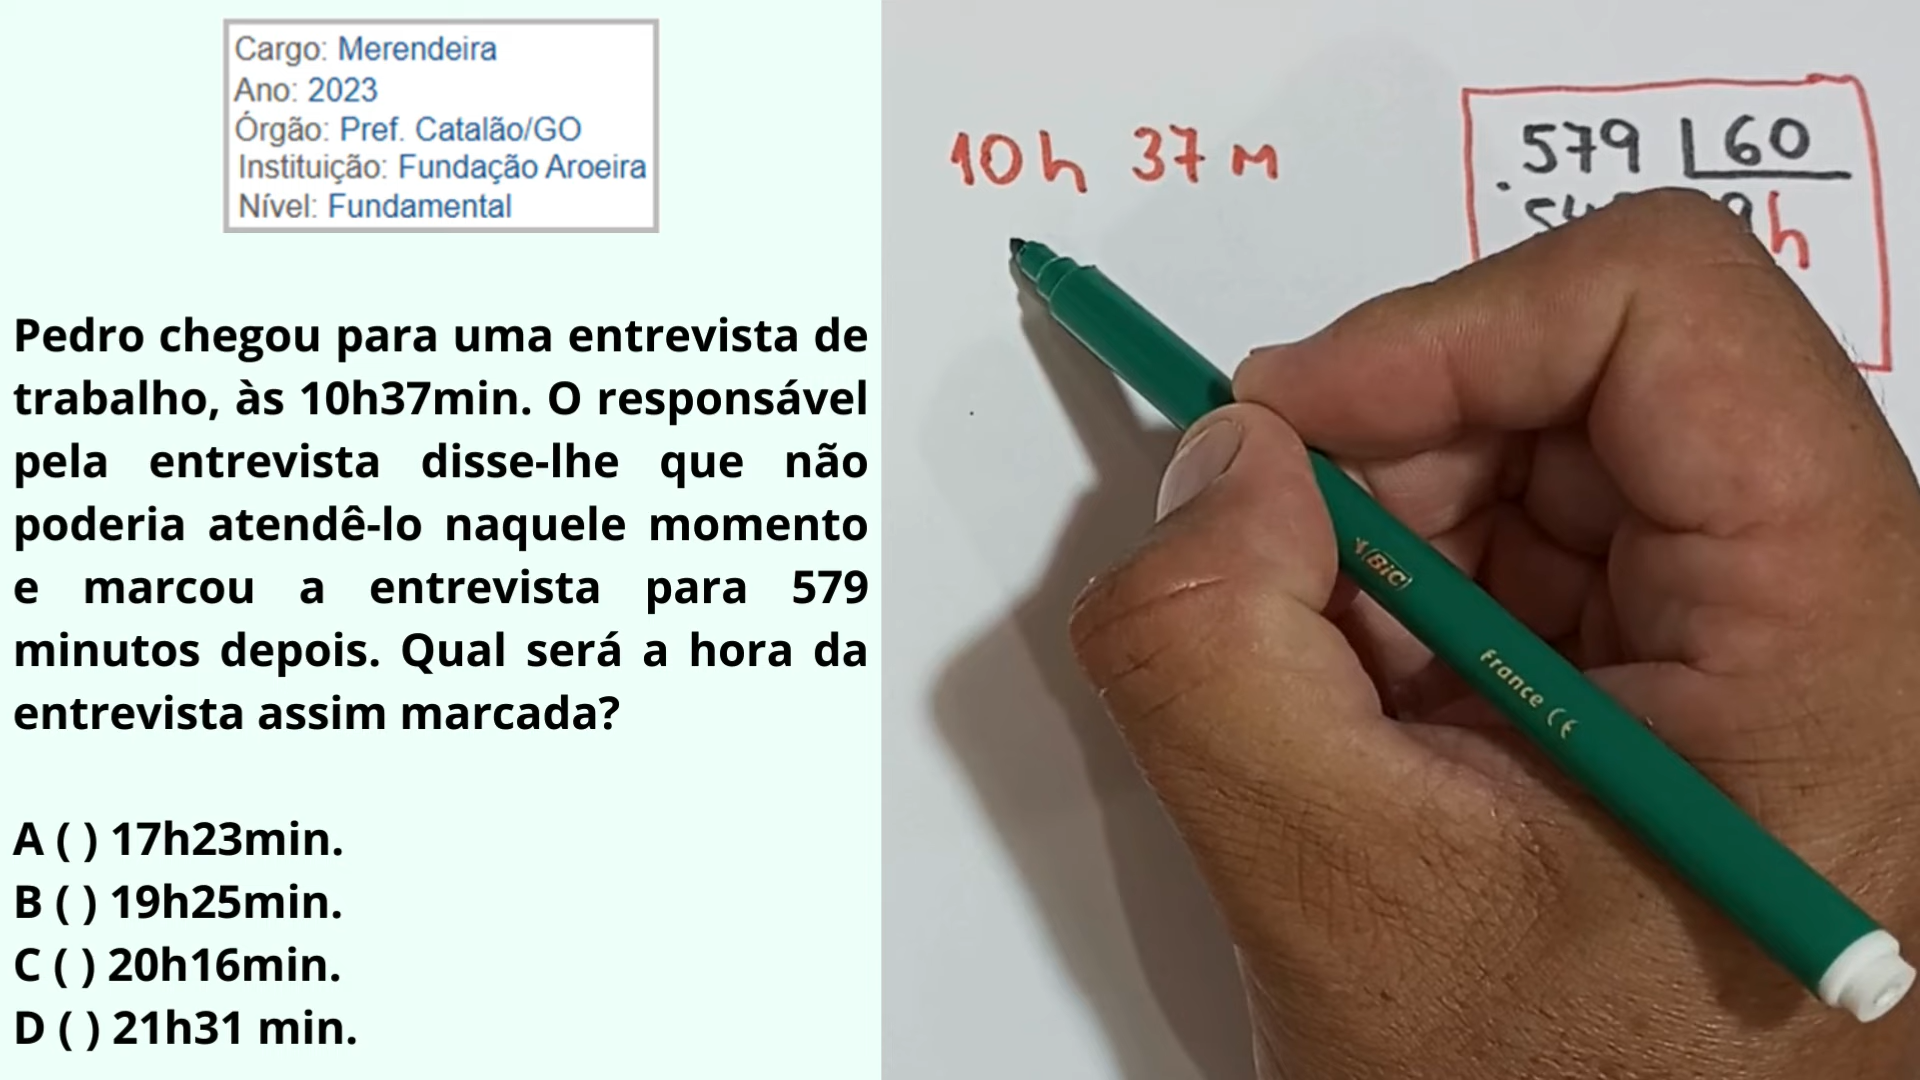 Cargo: Merendeira
Ano: 2023
Órgão: Pref. Catalão/GO
Instituição: Fundação Aroeira
Nível: Fundamental
Pedro chegou para uma entrevista de
trabalho, às 10h37min. O responsável
pela entrevista disse-lhe que não
poderia atendê-lo naquele momento
e marcou a entrevista para 579
minutos depois. Qual será a hora da
entrevista assim marcada?
A ( ) 17h23min.
B ( ) 19h25min.
C ( ) 20h16min.
D ( ) 21h31 min.
10h 37 M
579 60
9h
BIC
France CE